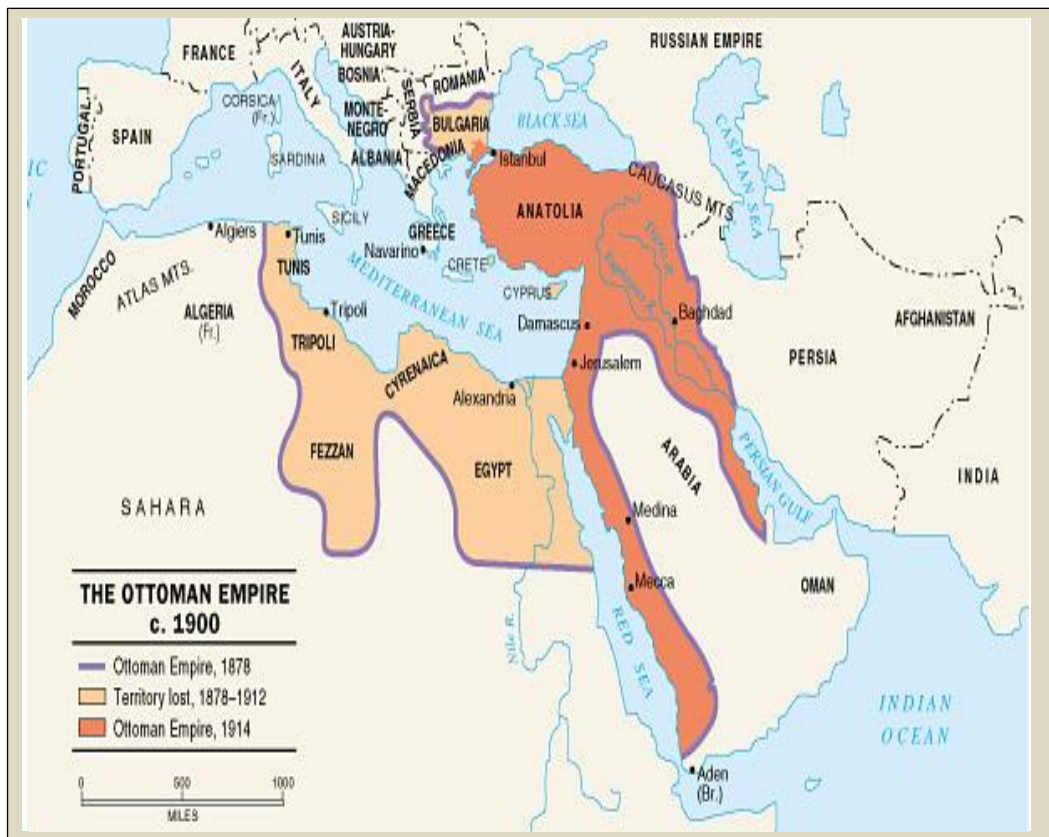 FRANCE
AUSTRIA-
HUNGARY
RUSSIAN EMPIRE
BOSNIA
ITALY
ROMANIA
SERBIA
CORSICA
(Fr.)
PORTUGAL
SPAIN
MONTE-
NEGRO
BULGARIA
BLACK SEA
CASPIAN SEA
IC
SARDINIA
ALBANIA
MACEDONIA
Istanbul
CAUCASUS MTS.
ANATOLIA
SICILY
GREECE
Algiers
Tunis
Navarino
CRETE
Tigris R.
Euphrates R.
MOROCCO
ATLAS MTS.
TUNIS
MEDITERRANEAN SEA
CYPRUS
ALGERIA
(Fr.)
Tripoli
Damascus
Baghdad
AFGHANISTAN
TRIPOLI
CYRENAICA
Jerusalem
PERSIA
Alexandria
FEZZAN
EGYPT
ARABIA
PERSIAN GULF
INDIA
SAHARA
Medina
Mecca
OMAN
Nile R.
RED SEA
INDIAN
OCEAN
Aden
(Br.)
THE OTTOMAN EMPIRE
c. 1900
Ottoman Empire, 1878
Territory lost, 1878–1912
Ottoman Empire, 1914
0 500 1000
MILES